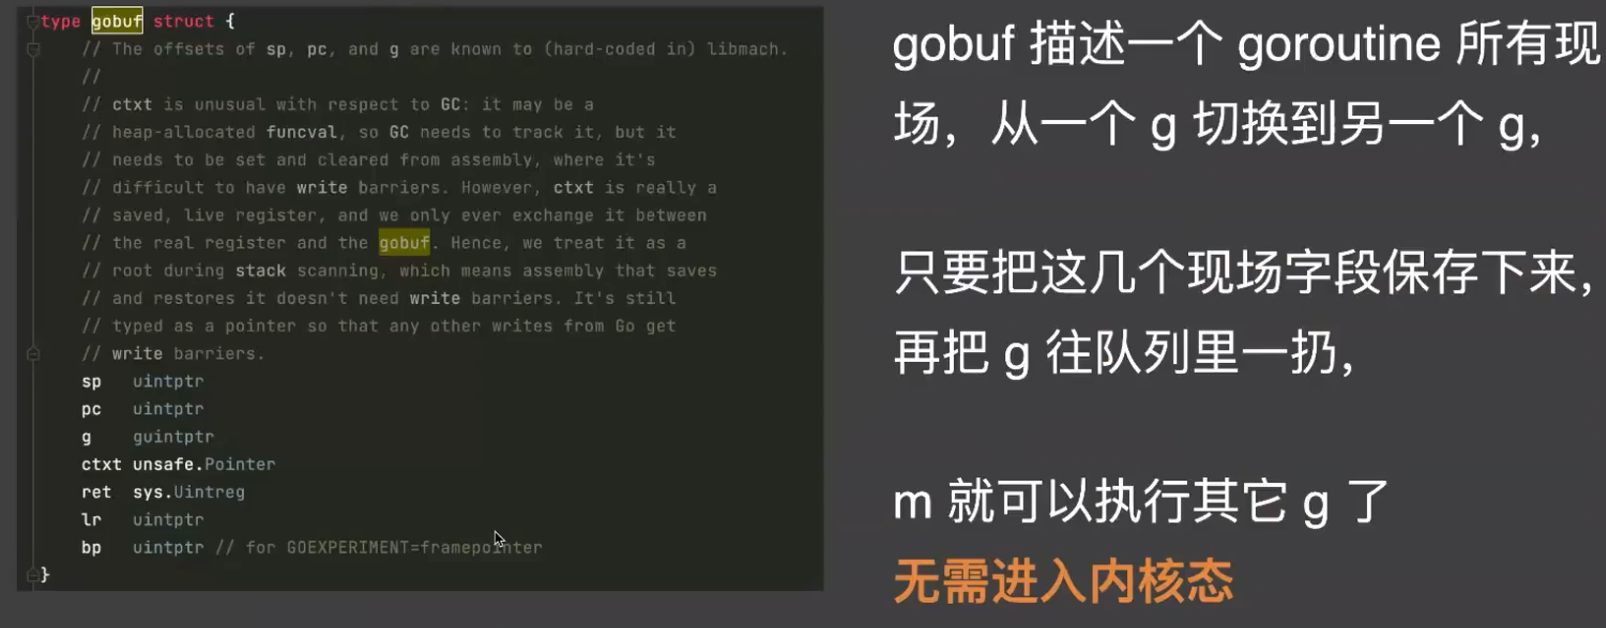 type gobuf struct {
// The offsets of sp, pc, and g are known to (hard-coded in) libmach.
//
// ctxt is unusual with respect to GC: it may be a
// heap-allocated funcval, so GC needs to track it, but it
// needs to be set and cleared from assembly, where it's
// difficult to have write barriers. However, ctxt is really a
// saved, live register, and we only ever exchange it between
// the real register and the gobuf. Hence, we treat it as a
// root during stack scanning, which means assembly that saves
// and restores it doesn't need write barriers. It's still
// typed as a pointer so that any other writes from Go get
// write barriers.
sp uintptr
pc uintptr
g guintptr
ctxt unsafe.Pointer
ret sys.Uintreg
lr uintptr
bp uintptr // for GOEXPERIMENT=framepointer
}
gobuf 描述一个 goroutine 所有现
场，从一个 g 切换到另一个 g，
只要把这几个现场字段保存下来，
再把 g 往队列里一扔，
m 就可以执行其它 g 了
无需进入内核态